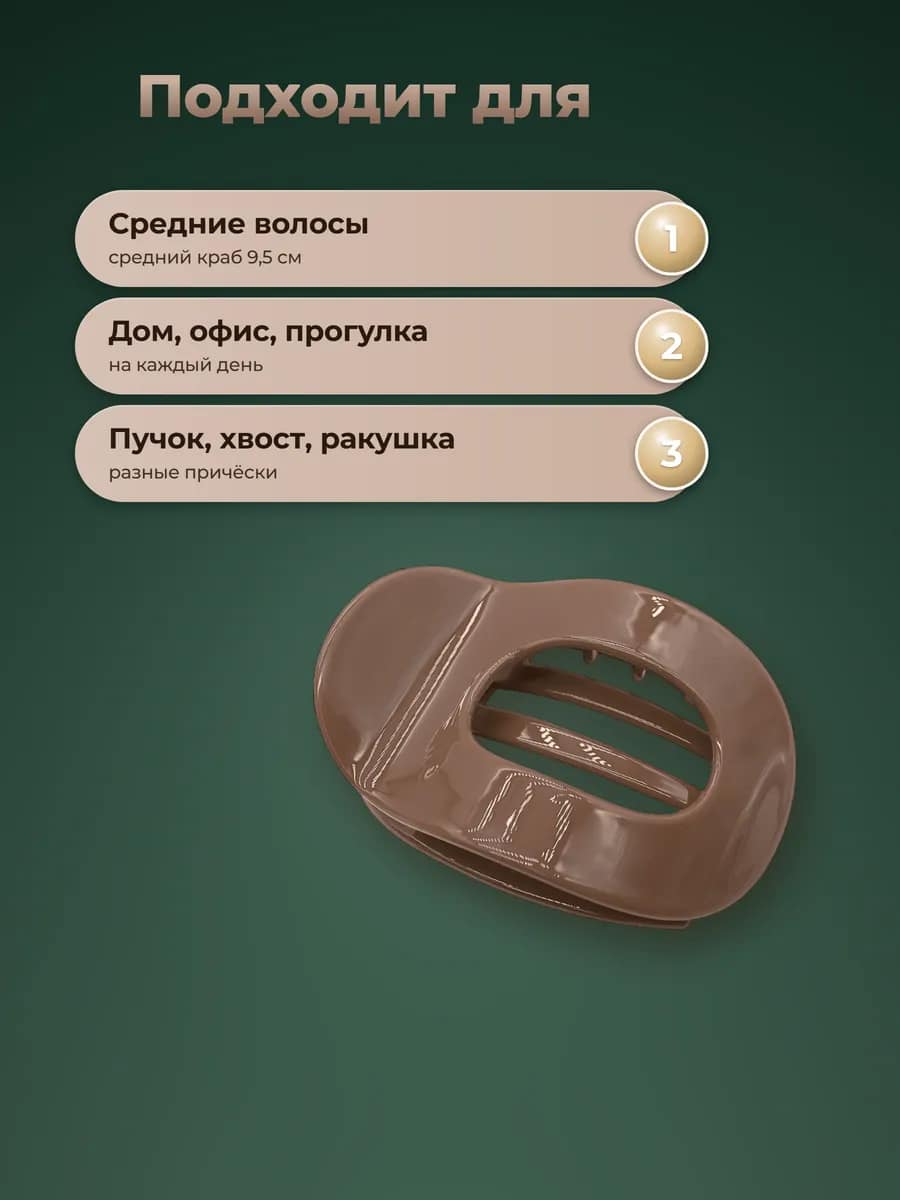 Подходит для
Средние волосы
средний краб 9,5 см
1
Дом, офис, прогулка
на каждый день
2
Пучок, хвост, ракушка
разные причёски
3